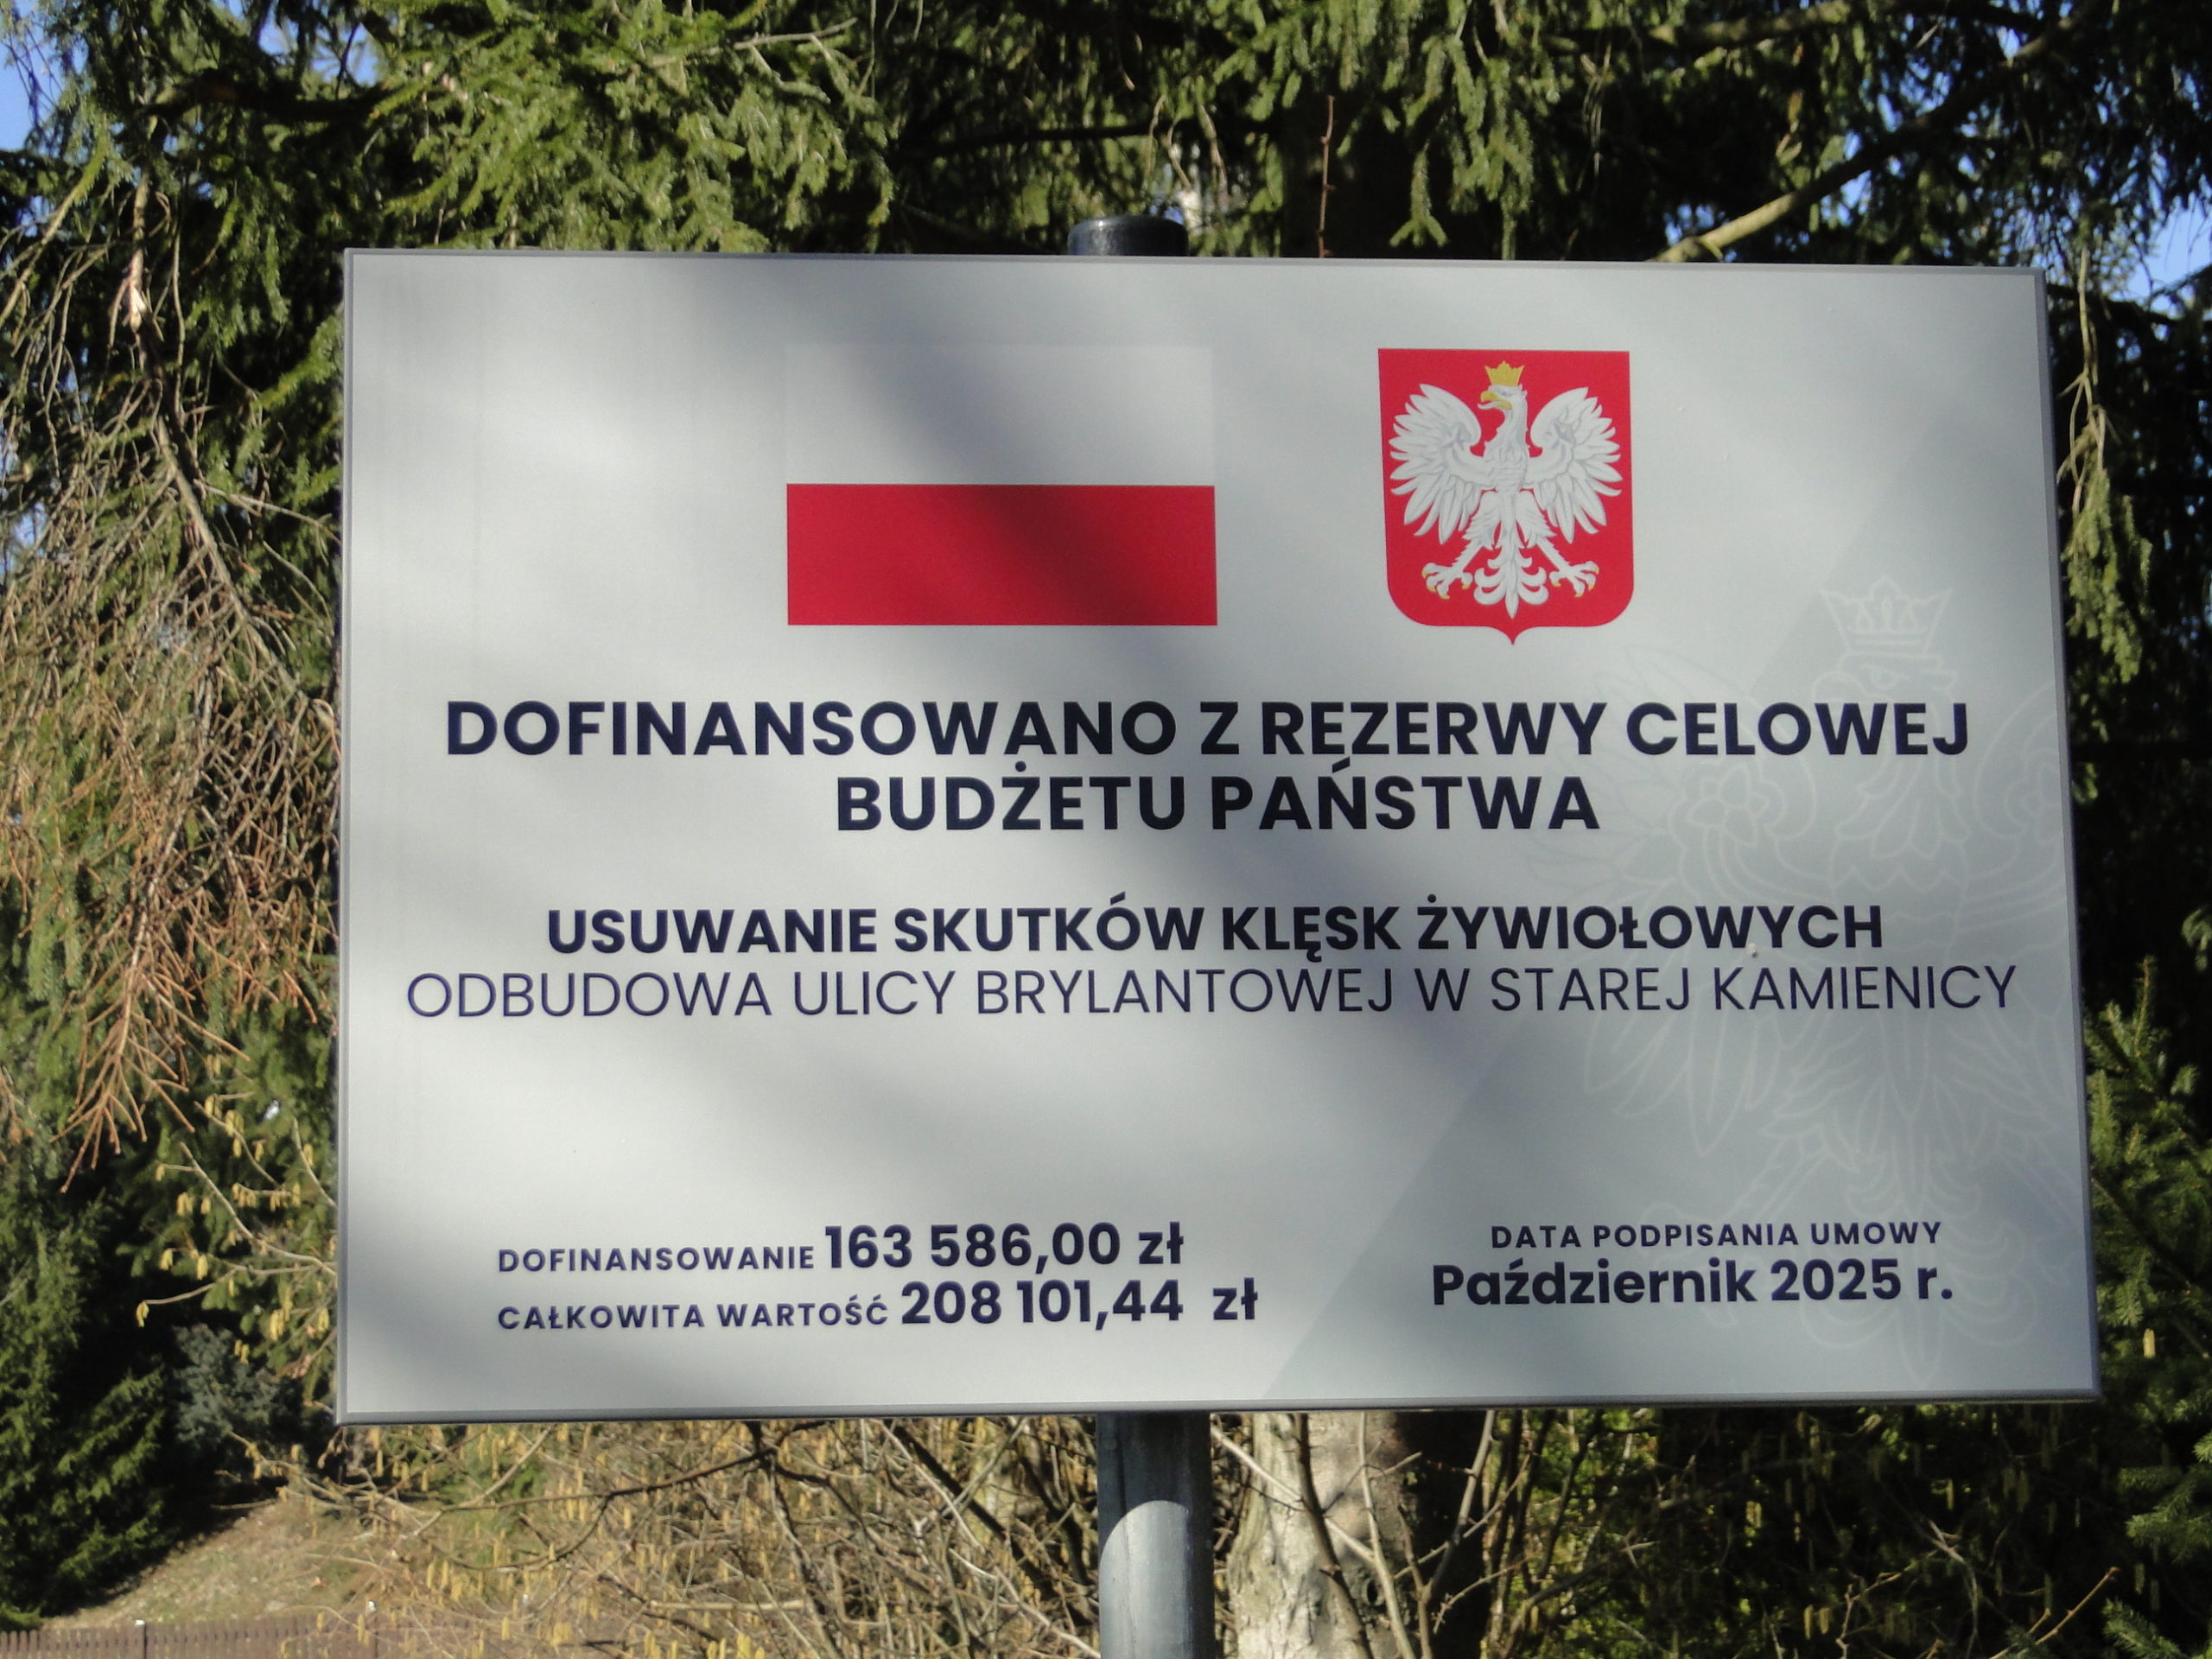 DOFINANSOWANO Z REZERWY CELOWEJ
BUDŻETU PAŃSTWA
USUWANIE SKUTKÓW KLĘSK ŻYWIOŁOWYCH
ODBUDOWA ULICY BRYLANTOWEJ W STAREJ KAMIENICY
DOFINANSOWANIE 163 586,00 zł
CAŁKOWITA WARTOŚĆ 208 101,44 zł
DATA PODPISANIA UMOWY
Październik 2025 r.